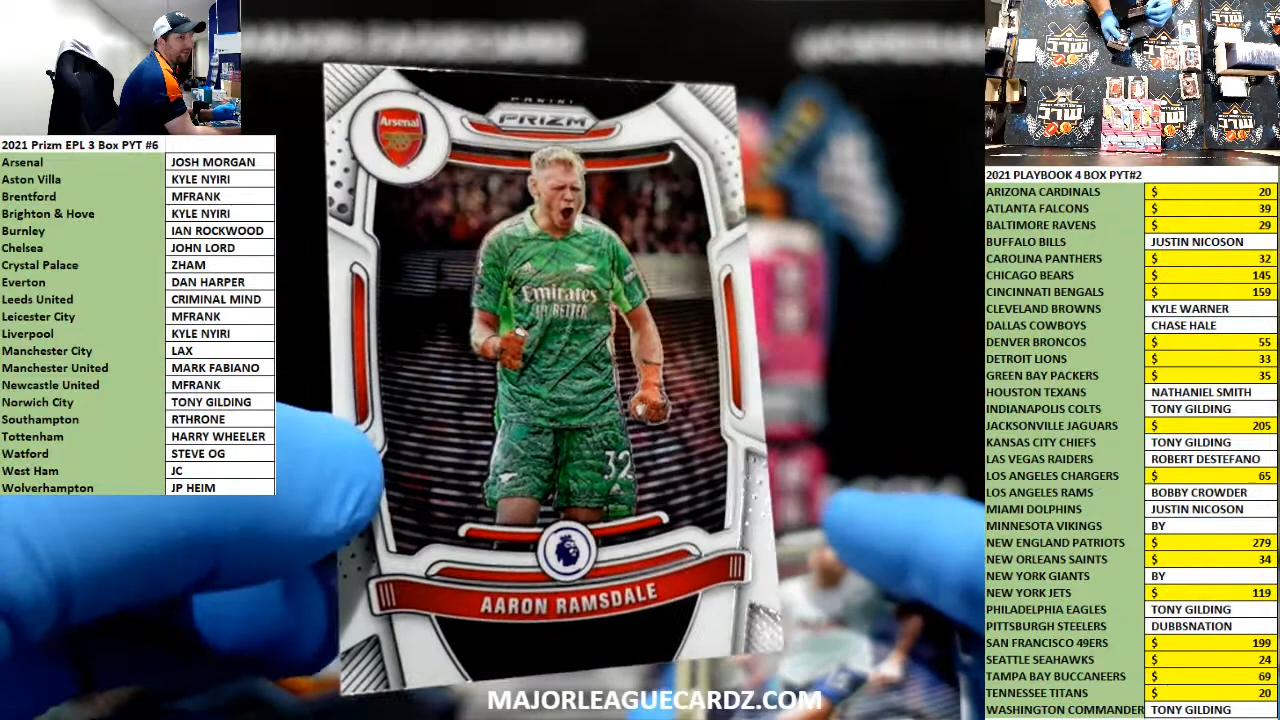 2021 Prizm EPL 3 Box PYT #6
Arsenal JOSH MORGAN
Aston Villa KYLE NYIRI
Brentford MFRANK
Brighton & Hove KYLE NYIRI
Burnley IAN ROCKWOOD
Chelsea JOHN LORD
Crystal Palace ZHAM
Everton DAN HARPER
Leeds United CRIMINAL MIND
Leicester City MFRANK
Liverpool KYLE NYIRI
Manchester City LAX
Manchester United MARK FABIANO
Newcastle United MFRANK
Norwich City TONY GILDING
Southampton RTHRONE
Tottenham HARRY WHEELER
Watford STEVE OG
West Ham JC
Wolverhampton JP HEIM
PANINI
PRIZM
Arsenal
Emirates
FLY BETTER
32
AARON RAMSDALE
MAJORLEAGUECARDZ.COM
2021 PLAYBOOK 4 BOX PYT#2
ARIZONA CARDINALS $ 20
ATLANTA FALCONS $ 39
BALTIMORE RAVENS $ 29
BUFFALO BILLS JUSTIN NICOSON
CAROLINA PANTHERS $ 32
CHICAGO BEARS $ 145
CINCINNATI BENGALS $ 159
CLEVELAND BROWNS KYLE WARNER
DALLAS COWBOYS CHASE HALE
DENVER BRONCOS $ 55
DETROIT LIONS $ 33
GREEN BAY PACKERS $ 35
HOUSTON TEXANS NATHANIEL SMITH
INDIANAPOLIS COLTS TONY GILDING
JACKSONVILLE JAGUARS $ 205
KANSAS CITY CHIEFS TONY GILDING
LAS VEGAS RAIDERS ROBERT DESTEFANO
LOS ANGELES CHARGERS $ 65
LOS ANGELES RAMS BOBBY CROWDER
MIAMI DOLPHINS JUSTIN NICOSON
MINNESOTA VIKINGS BY
NEW ENGLAND PATRIOTS $ 279
NEW ORLEANS SAINTS $ 34
NEW YORK GIANTS BY
NEW YORK JETS $ 119
PHILADELPHIA EAGLES TONY GILDING
PITTSBURGH STEELERS DUBBSNATION
SAN FRANCISCO 49ERS $ 199
SEATTLE SEAHAWKS $ 24
TAMPA BAY BUCCANEERS $ 69
TENNESSEE TITANS $ 20
WASHINGTON COMMANDER TONY GILDING